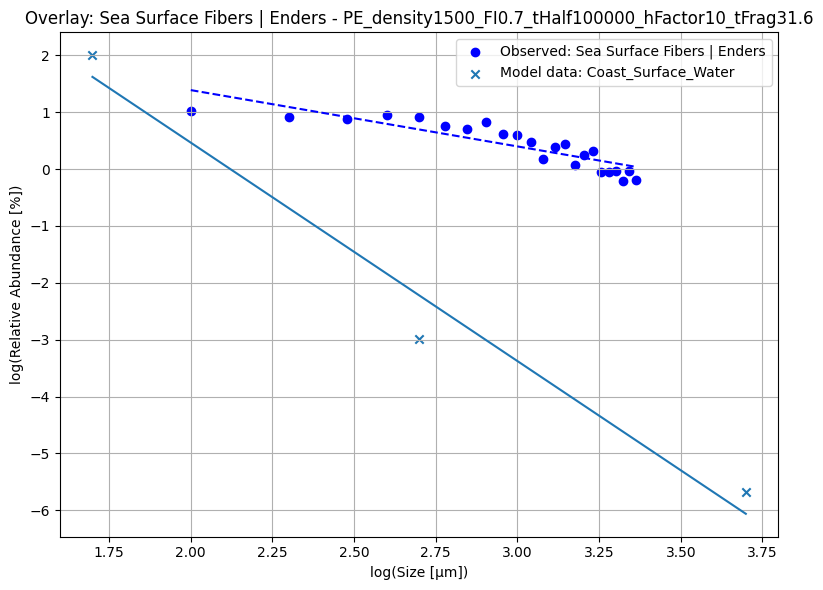 Overlay: Sea Surface Fibers | Enders - PE_density1500_FI0.7_tHalf100000_hFactor10_tFrag31.6
Observed: Sea Surface Fibers | Enders
Model data: Coast_Surface_Water
log(Relative Abundance [%])
2
1
0
−1
−2
−3
−4
−5
−6
1.75 2.00 2.25 2.50 2.75 3.00 3.25 3.50 3.75
log(Size [µm])